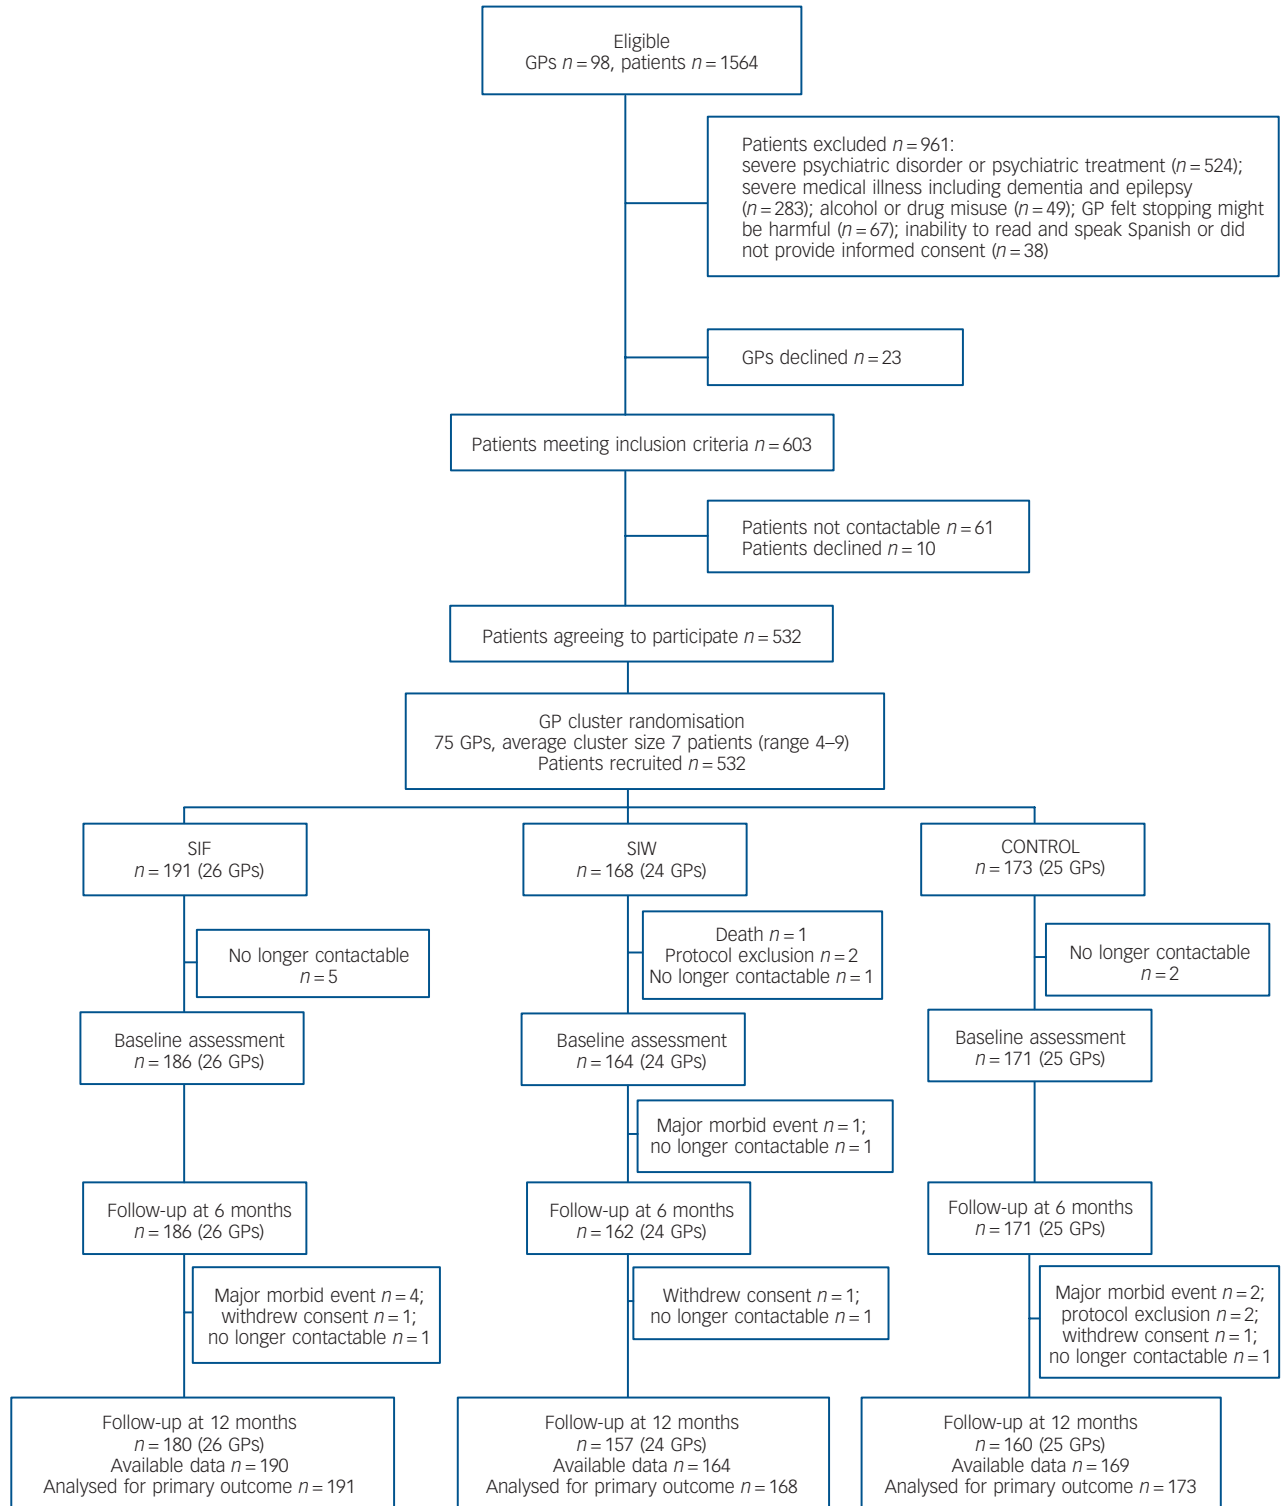 Eligible
GPs n = 98, patients n = 1564
Patients excluded n = 961:
severe psychiatric disorder or psychiatric treatment (n = 524);
severe medical illness including dementia and epilepsy
(n = 283); alcohol or drug misuse (n = 49); GP felt stopping might
be harmful (n = 67); inability to read and speak Spanish or did
not provide informed consent (n = 38)
GPs declined n = 23
Patients meeting inclusion criteria n = 603
Patients not contactable n = 61
Patients declined n = 10
Patients agreeing to participate n = 532
GP cluster randomisation
75 GPs, average cluster size 7 patients (range 4–9)
Patients recruited n = 532
SIF
n = 191 (26 GPs)
SIW
n = 168 (24 GPs)
CONTROL
n = 173 (25 GPs)
No longer contactable
n = 5
Death n = 1
Protocol exclusion n = 2
No longer contactable n = 1
No longer contactable
n = 2
Baseline assessment
n = 186 (26 GPs)
Baseline assessment
n = 164 (24 GPs)
Baseline assessment
n = 171 (25 GPs)
Major morbid event n = 1;
no longer contactable n = 1
Follow-up at 6 months
n = 186 (26 GPs)
Follow-up at 6 months
n = 162 (24 GPs)
Follow-up at 6 months
n = 171 (25 GPs)
Major morbid event n = 4;
withdrew consent n = 1;
no longer contactable n = 1
Withdrew consent n = 1;
no longer contactable n = 1
Major morbid event n = 2;
protocol exclusion n = 2;
withdrew consent n = 1;
no longer contactable n = 1
Follow-up at 12 months
n = 180 (26 GPs)
Available data n = 190
Analysed for primary outcome n = 191
Follow-up at 12 months
n = 157 (24 GPs)
Available data n = 164
Analysed for primary outcome n = 168
Follow-up at 12 months
n = 160 (25 GPs)
Available data n = 169
Analysed for primary outcome n = 173